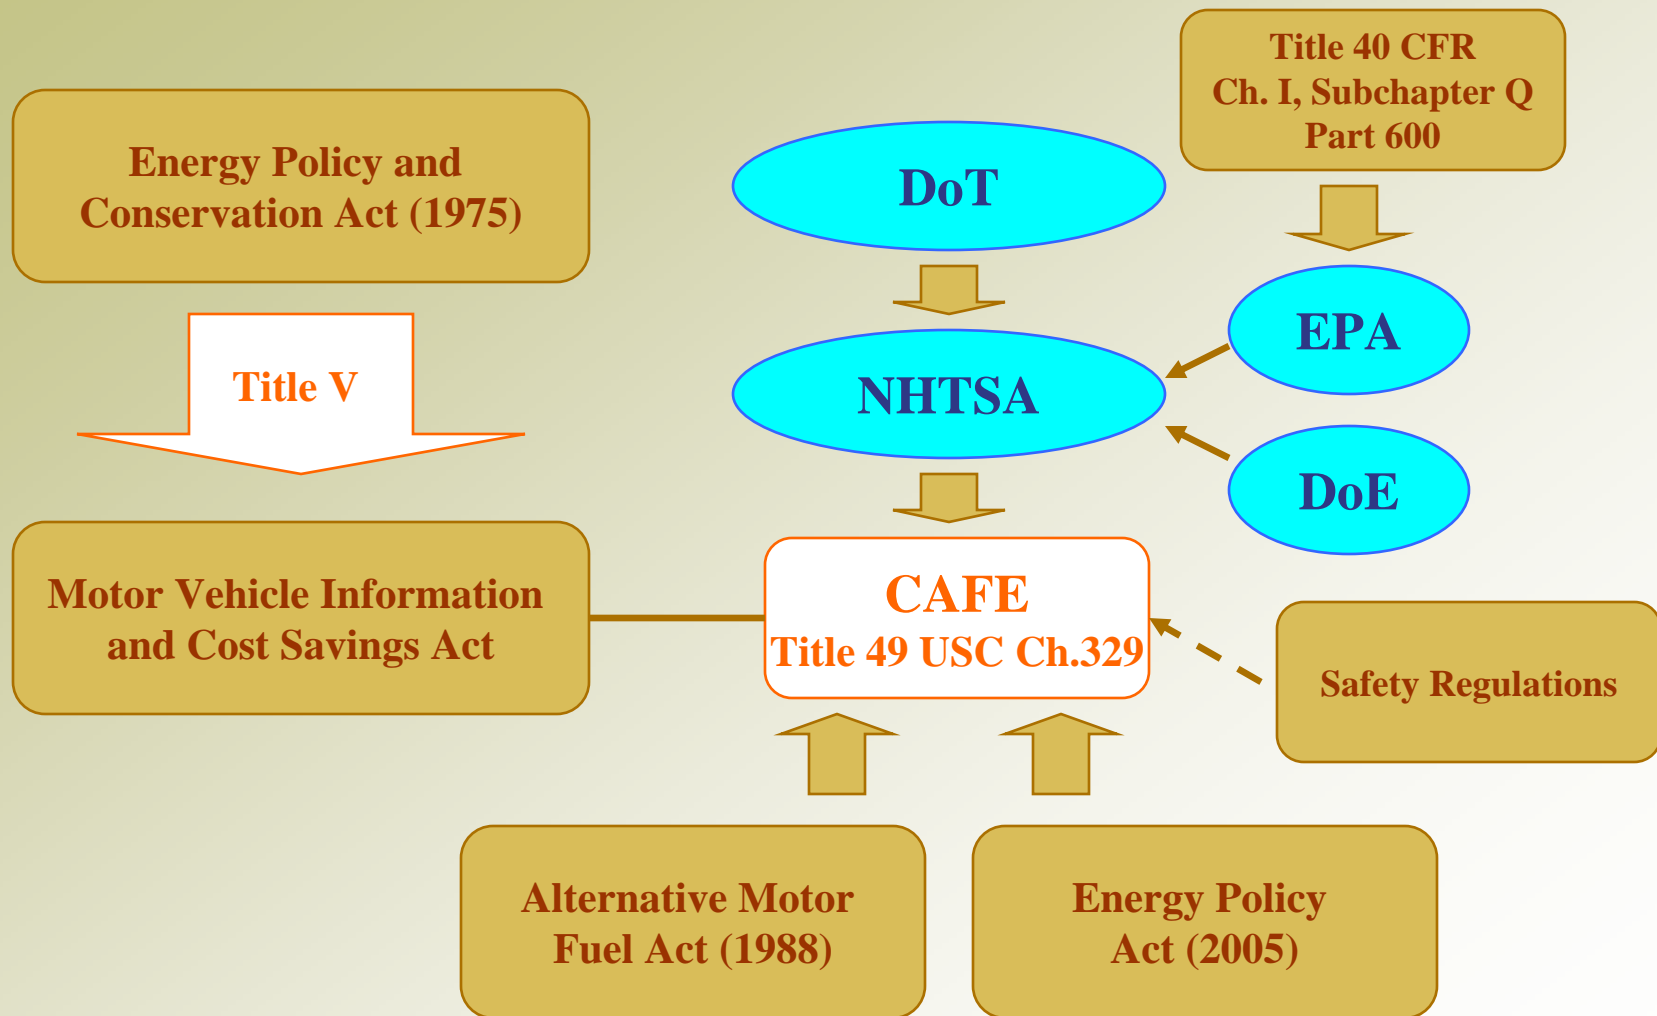 Title 40 CFR
Ch. I, Subchapter Q
Part 600
Energy Policy and
Conservation Act (1975)
DoT
EPA
Title V
NHTSA
DoE
Motor Vehicle Information
and Cost Savings Act
CAFE
Title 49 USC Ch.329
Safety Regulations
Alternative Motor
Fuel Act (1988)
Energy Policy
Act (2005)